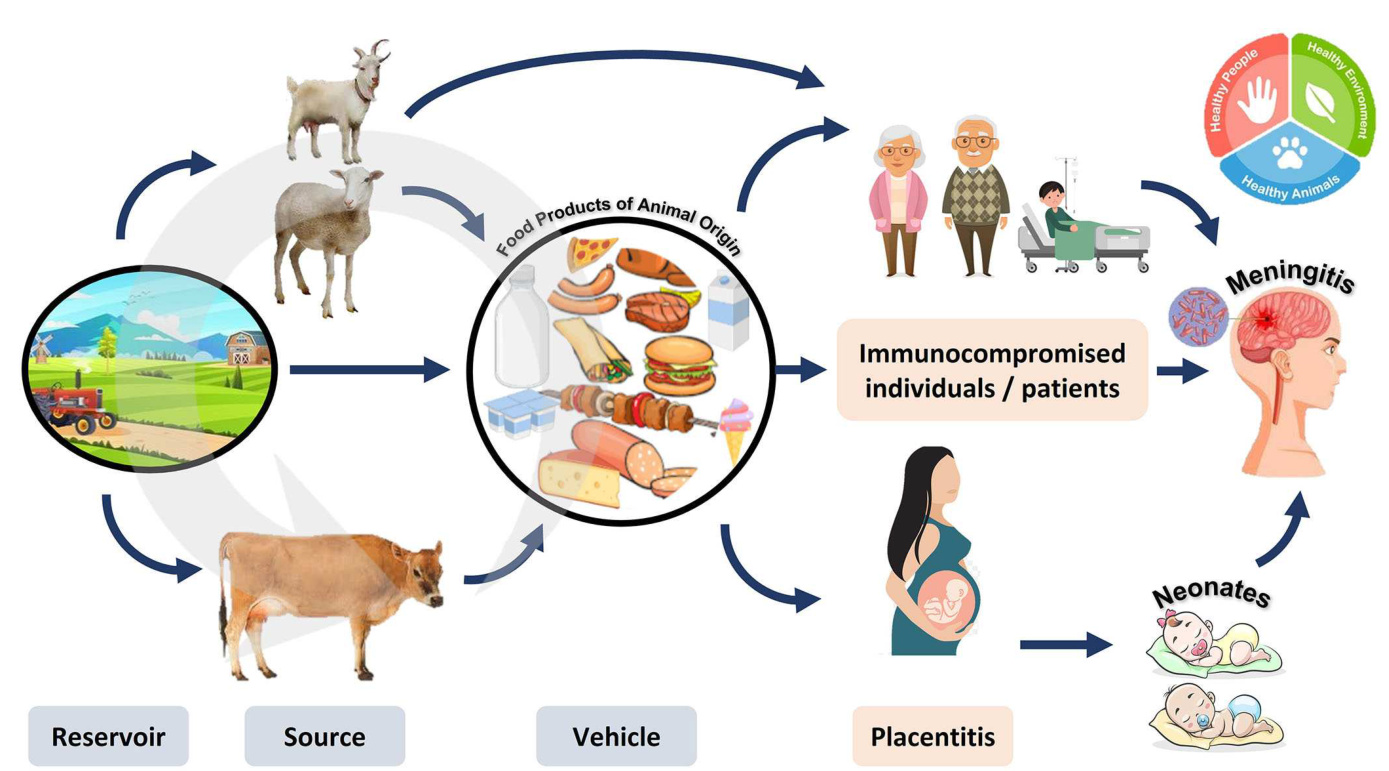 Healthy People
Healthy Environment
Healthy Animals
Food Products of Animal Origin
Meningitis
Immunocompromised
individuals / patients
Neonates
Reservoir
Source
Vehicle
Placentitis